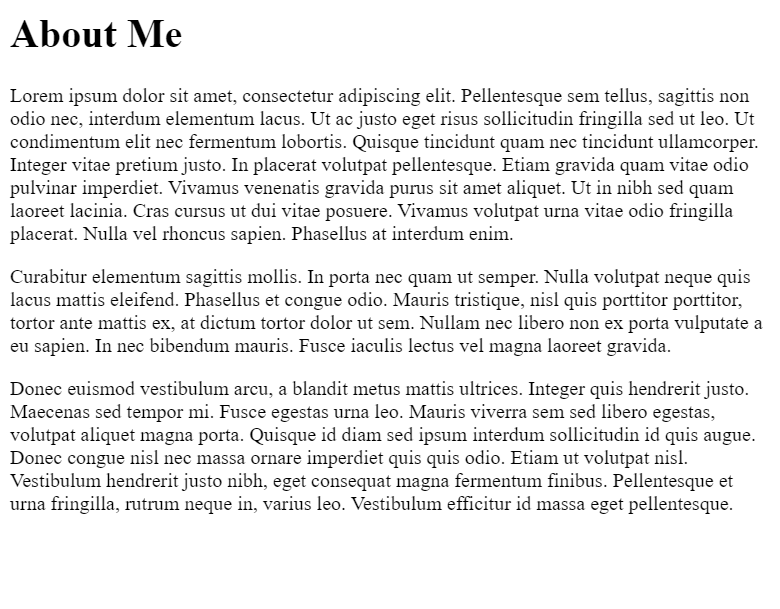 About Me
Lorem ipsum dolor sit amet, consectetur adipiscing elit. Pellentesque sem tellus, sagittis non
odio nec, interdum elementum lacus. Ut ac justo eget risus sollicitudin fringilla sed ut leo. Ut
condimentum elit nec fermentum lobortis. Quisque tincidunt quam nec tincidunt ullamcorper.
Integer vitae pretium justo. In placerat volutpat pellentesque. Etiam gravida quam vitae odio
pulvinar imperdiet. Vivamus venenatis gravida purus sit amet aliquet. Ut in nibh sed quam
laoreet lacinia. Cras cursus ut dui vitae posuere. Vivamus volutpat urna vitae odio fringilla
placerat. Nulla vel rhoncus sapien. Phasellus at interdum enim.
Curabitur elementum sagittis mollis. In porta nec quam ut semper. Nulla volutpat neque quis
lacus mattis eleifend. Phasellus et congue odio. Mauris tristique, nisl quis porttitor porttitor,
tortor ante mattis ex, at dictum tortor dolor ut sem. Nullam nec libero non ex porta vulputate a
eu sapien. In nec bibendum mauris. Fusce iaculis lectus vel magna laoreet gravida.
Donec euismod vestibulum arcu, a blandit metus mattis ultrices. Integer quis hendrerit justo.
Maecenas sed tempor mi. Fusce egestas urna leo. Mauris viverra sem sed libero egestas,
volutpat aliquet magna porta. Quisque id diam sed ipsum interdum sollicitudin id quis augue.
Donec congue nisl nec massa ornare imperdiet quis quis odio. Etiam ut volutpat nisl.
Vestibulum hendrerit justo nibh, eget consequat magna fermentum finibus. Pellentesque et
urna fringilla, rutrum neque in, varius leo. Vestibulum efficitur id massa eget pellentesque.